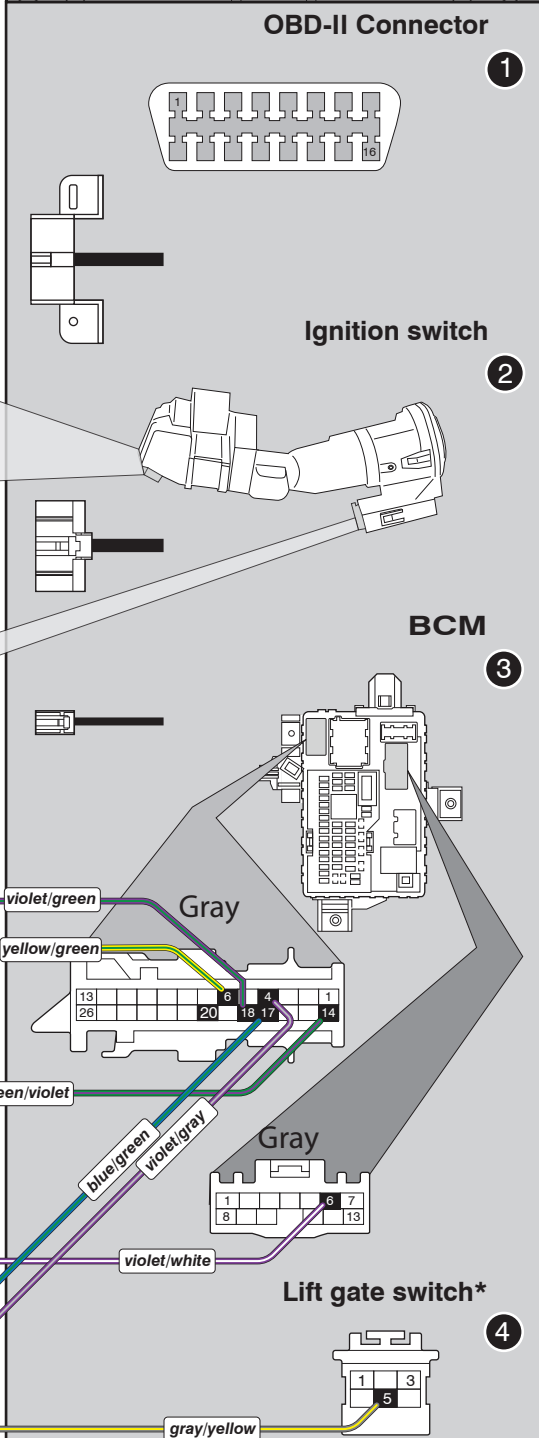 OBD-II Connector
1
1
16
Ignition switch
2
BCM
3
violet/green
Gray
yellow/green
13 6 4 1
26 20 18 17 14
een/violet
blue/green
violet/gray
Gray
1 6 7
8 13
violet/white
Lift gate switch*
4
1 3
5
gray/yellow